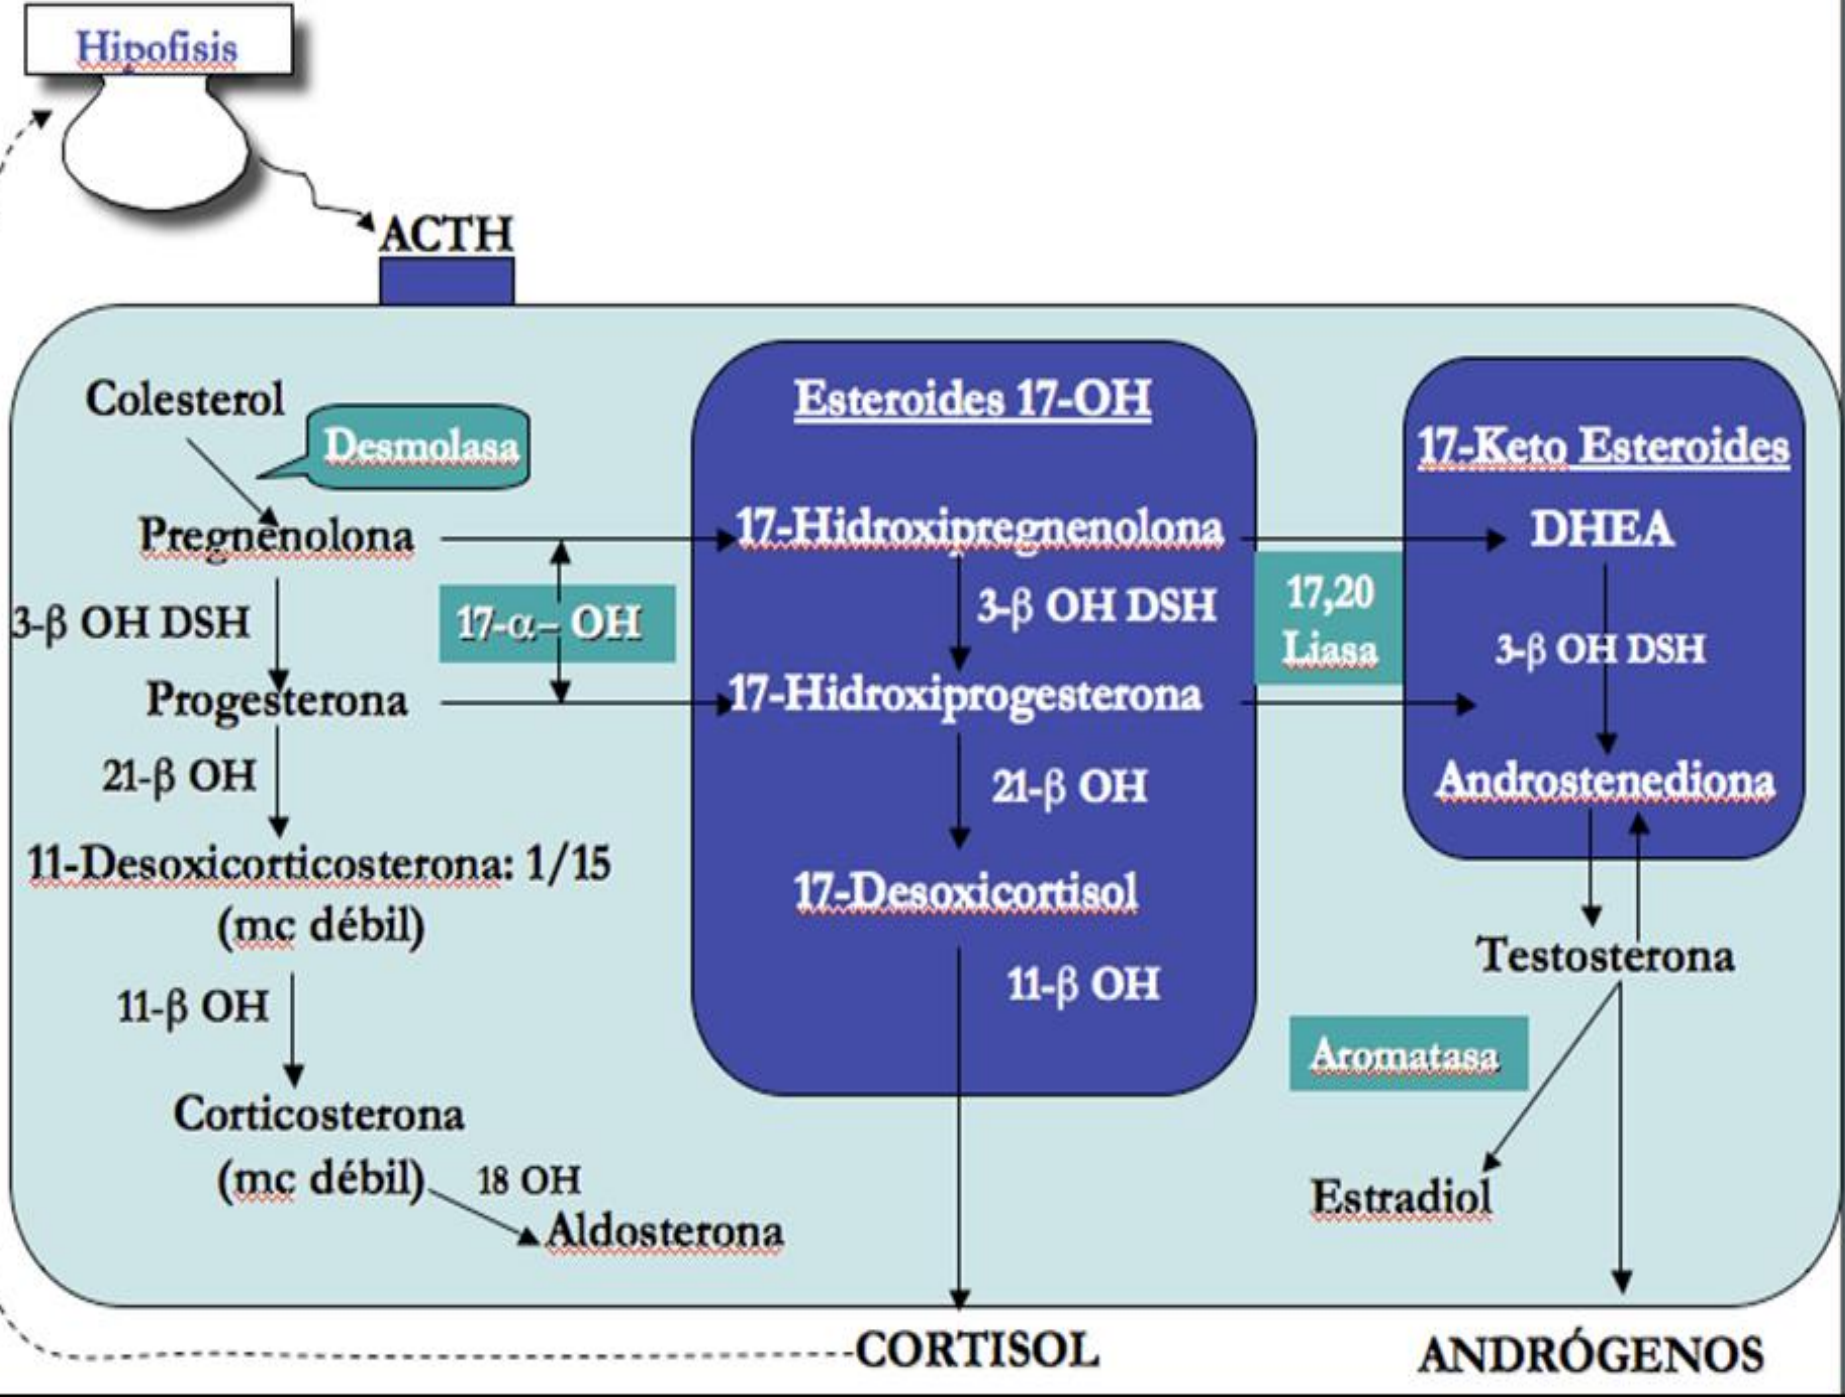 Hipofisis
ACTH
Colesterol
Desmolasa
Pregnenolona
3-β OH DSH
17-α– OH
Progesterona
21-β OH
11-Desoxicorticosterona: 1/15
(mc débil)
11-β OH
Corticosterona
(mc débil)
18 OH
Aldosterona
Esteroides 17-OH
17-Hidroxipregnenolona
3-β OH DSH
17-Hidroxiprogesterona
21-β OH
17-Desoxicortisol
11-β OH
17,20
Liasa
17-Keto Esteroides
DHEA
3-β OH DSH
Androstenediona
Testosterona
Aromatasa
Estradiol
CORTISOL
ANDRÓGENOS